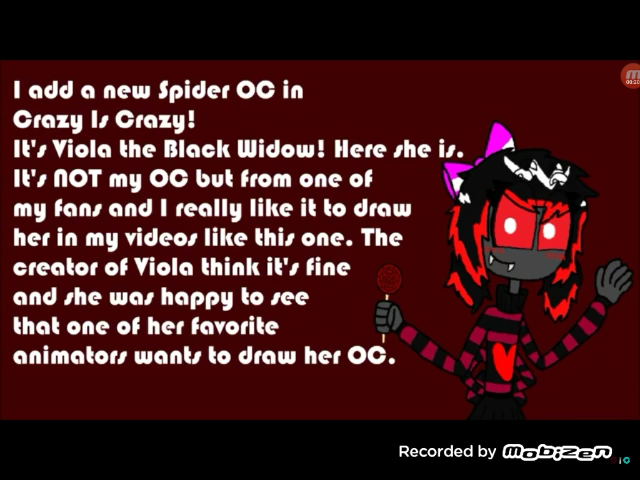 I add a new Spider OC in
Crazy Is Crazy!
It's Viola the Black Widow! Here she is.
It's NOT my OC but from one of
my fans and I really like it to draw
her in my videos like this one. The
creator of Viola think it's fine
and she was happy to see
that one of her favorite
animators wants to draw her OC.
Recorded by mobizen